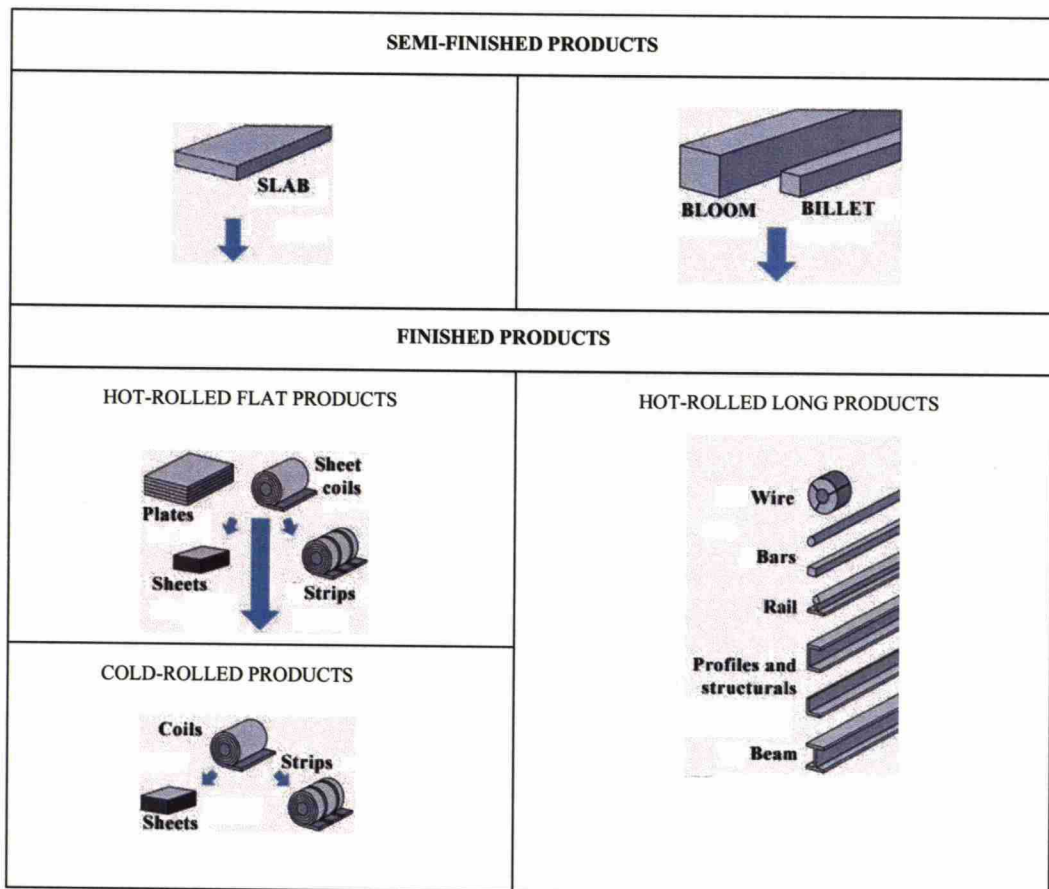 SEMI-FINISHED PRODUCTS
SLAB
BLOOM
BILLET
FINISHED PRODUCTS
HOT-ROLLED FLAT PRODUCTS
Plates
Sheet
coils
Sheets
Strips
COLD-ROLLED PRODUCTS
Coils
Strips
Sheets
HOT-ROLLED LONG PRODUCTS
Wire
Bars
Rail
Profiles and
structurals
Beam